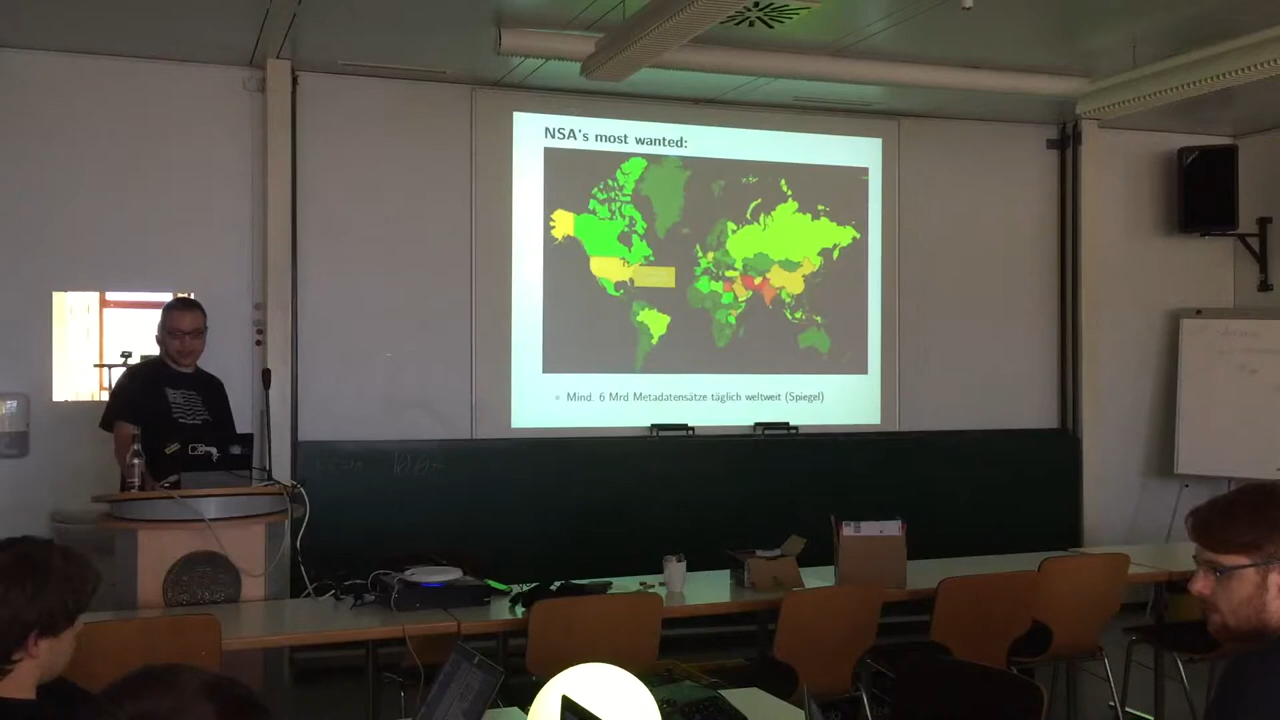 NSA's most wanted:
Mind. 6 Mrd Metadatensätze täglich weltweit (Spiegel)